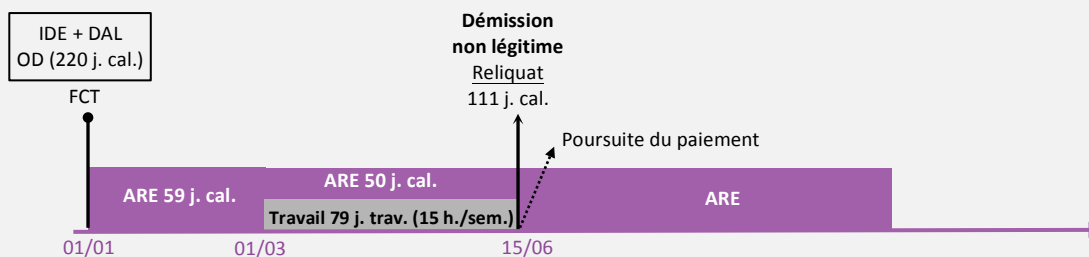 IDE + DAL
OD (220 j. cal.)
FCT
Démission
non légitime
Reliquat
111 j. cal.
Poursuite du paiement
ARE 59 j. cal.
ARE 50 j. cal.
ARE
Travail 79 j. trav. (15 h./sem.)
01/01
01/03
15/06